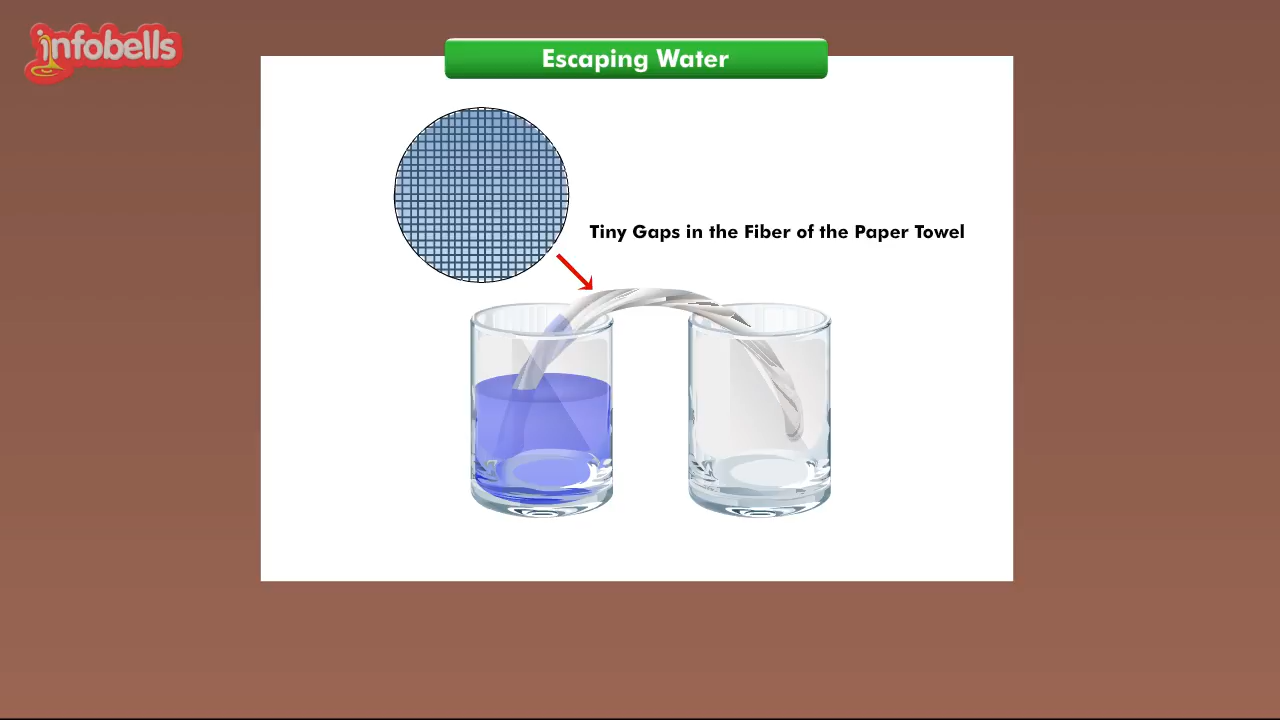 infobells
Escaping Water
Tiny Gaps in the Fiber of the Paper Towel